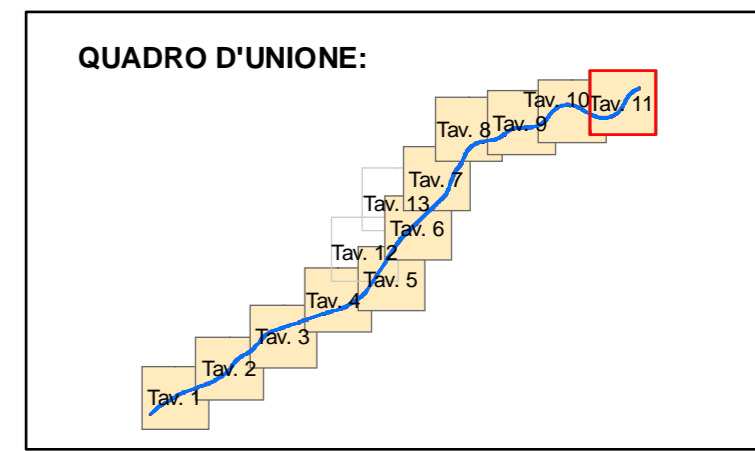 QUADRO D'UNIONE:
Tav. 10
Tav. 11
Tav. 8
Tav. 9
Tav. 7
Tav. 13
Tav. 6
Tav. 12
Tav. 5
Tav. 4
Tav. 3
Tav. 2
Tav. 1